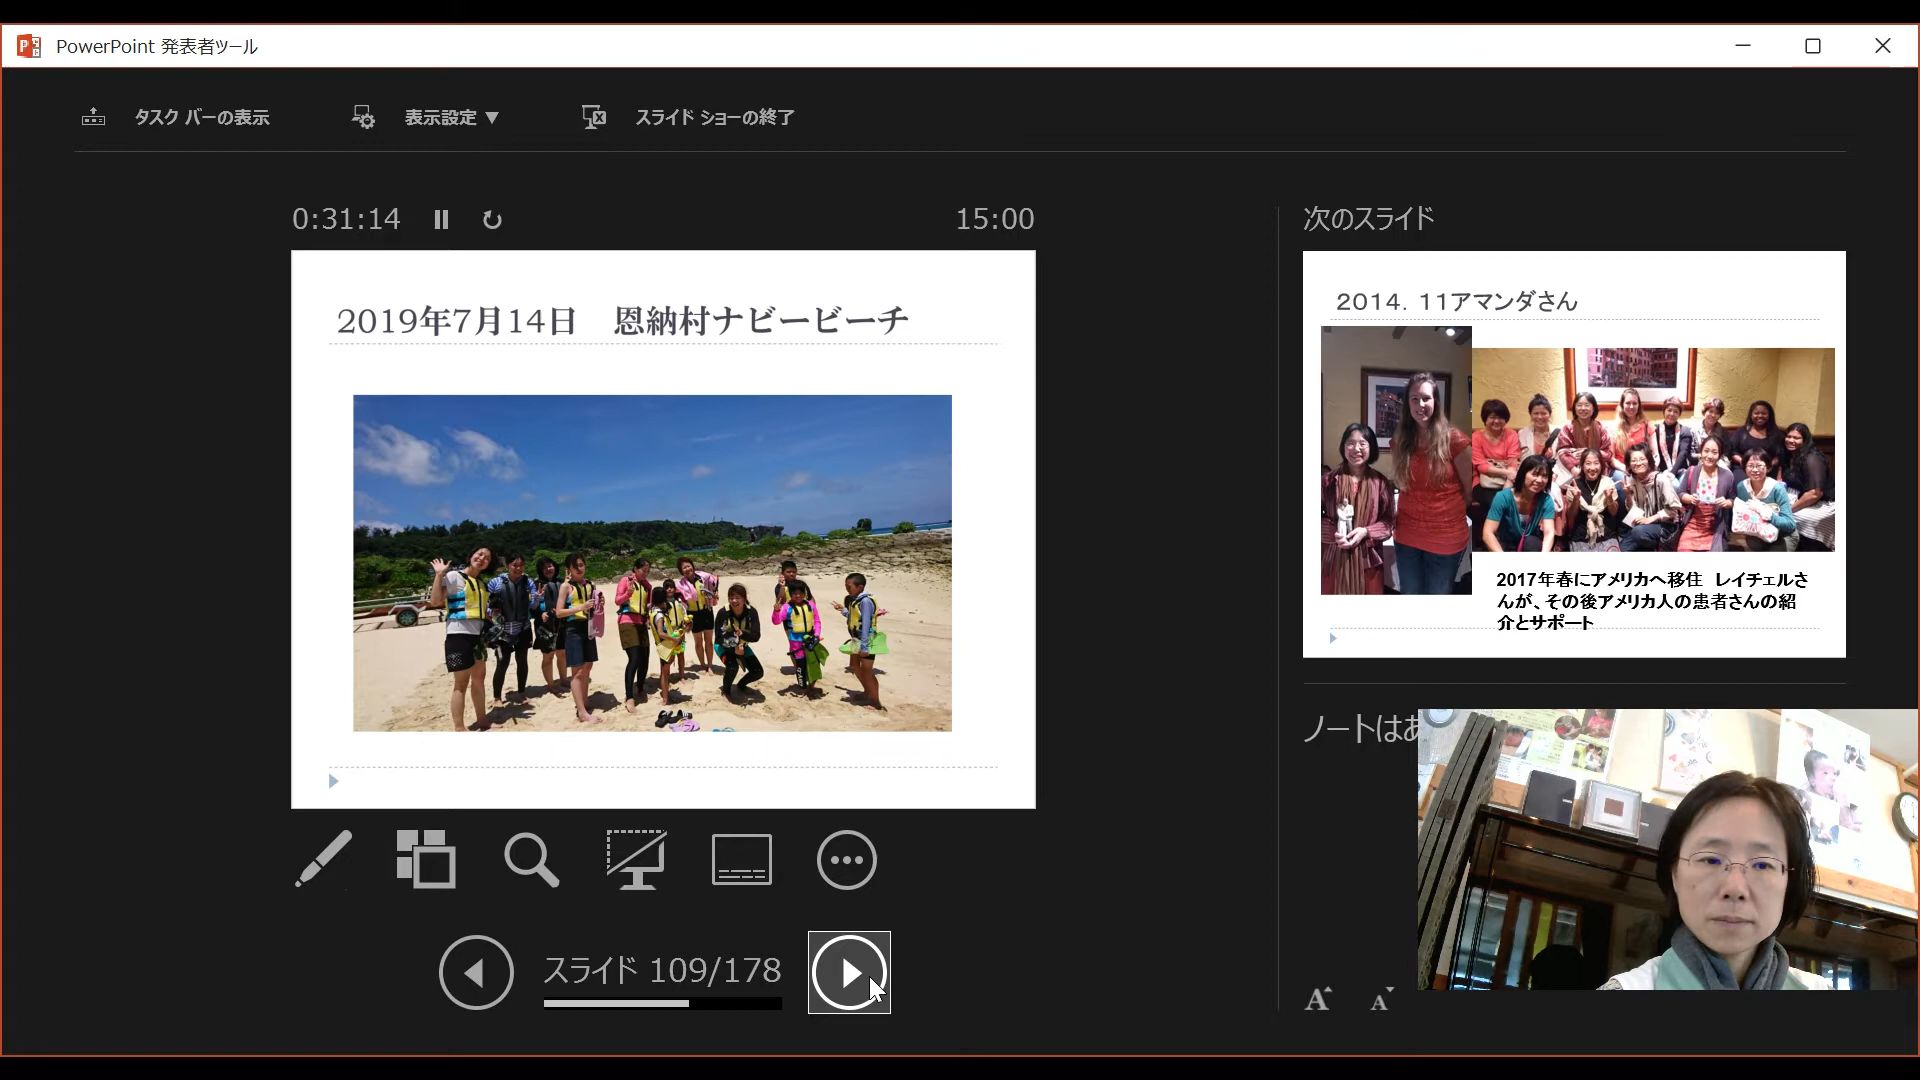 PowerPoint 発表者ツール
タスク バーの表示
表示設定 ▼
スライド ショーの終了
0:31:14
15:00
2019年7月14日　恩納村ナビービーチ
スライド 109/178
次のスライド
2014. 11アマンダさん
2017年春にアメリカへ移住　レイチェルさ
んが、その後アメリカ人の患者さんの紹
介とサポート
ノートはあ
A
A